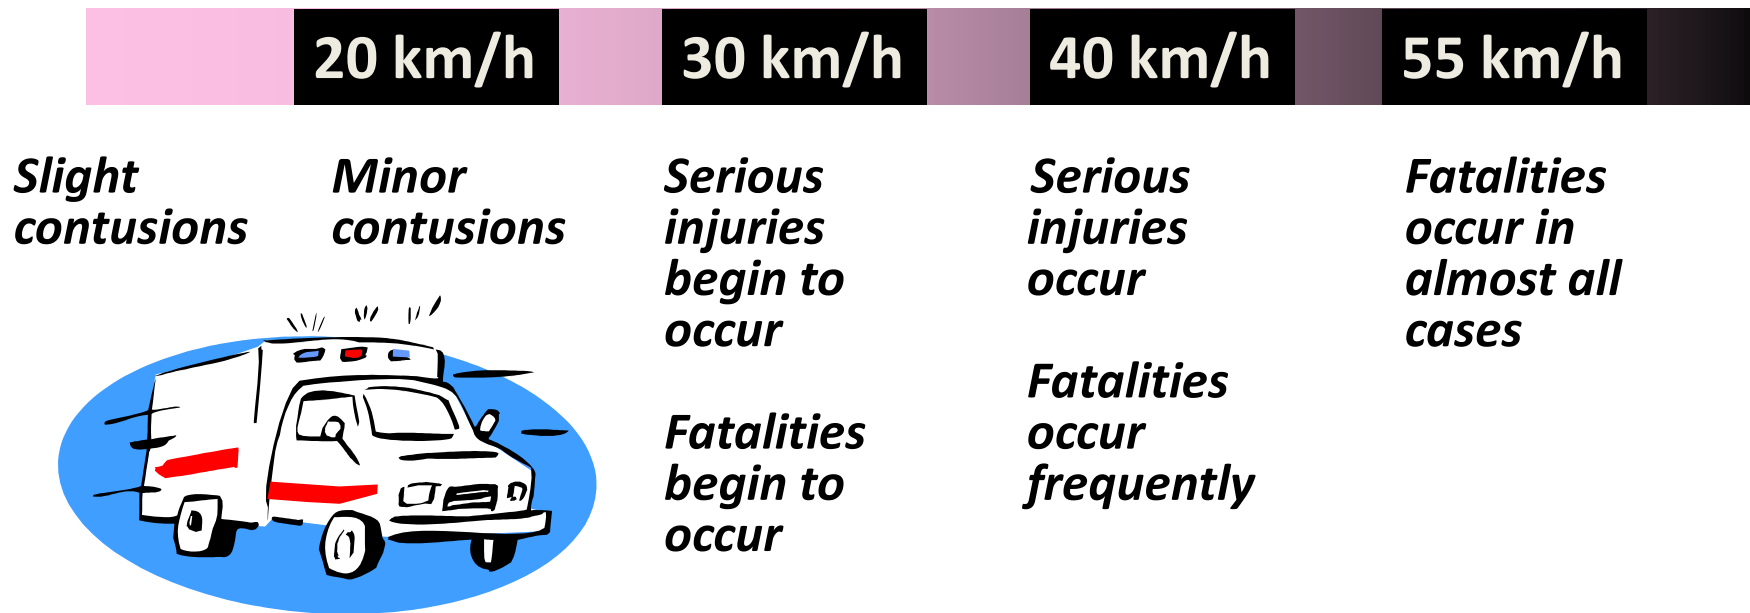 20 km/h
30 km/h
40 km/h
55 km/h
Slight
contusions
Minor
contusions
Serious
injuries
begin to
occur
Fatalities
begin to
occur
Serious
injuries
occur
Fatalities
occur
frequently
Fatalities
occur in
almost all
cases